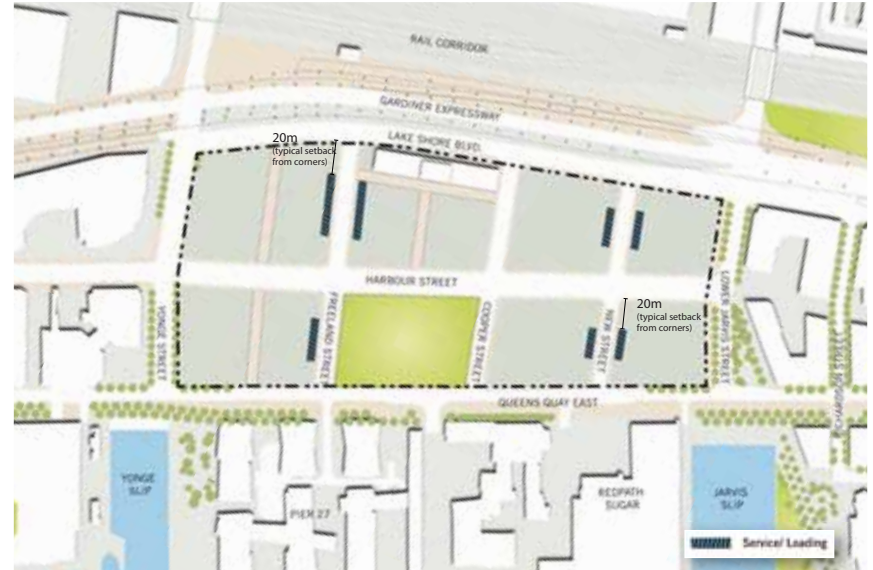 RAIL CORRIDOR
GARDINER EXPRESSWAY
LAKE SHORE BLVD.
20m
(typical setback
from corners)
HARBOUR STREET
YONGE STREET
FREELAND STREET
COOPER STREET
NEW STREET
20m
(typical setback
from corners)
LOWER JARVIS STREET
RICHARDSON STREET
QUEENS QUAY EAST
YONGE
SLIP
PIER 27
REDPATH
SUGAR
JARVIS
SLIP
Service/ Loading